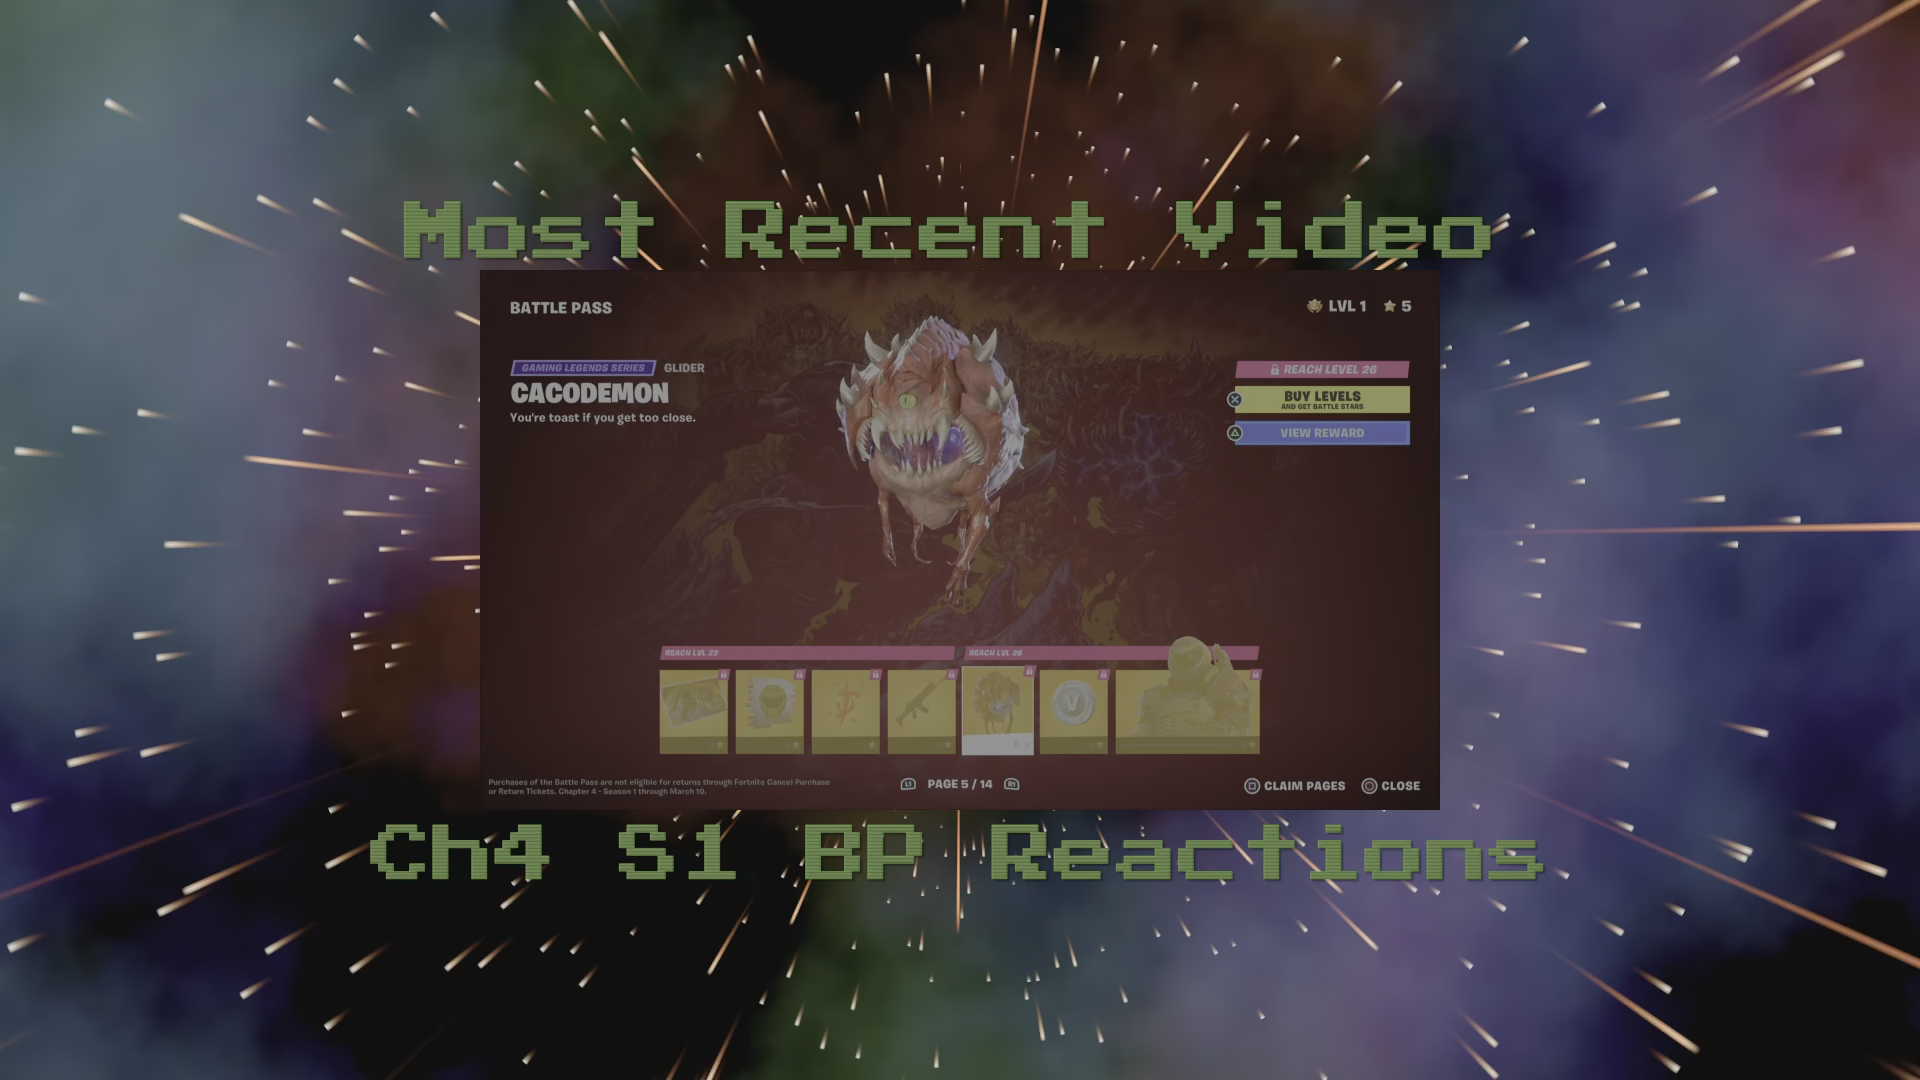 Most Recent Video
BATTLE PASS
LVL 1
5
GAMING LEGENDS SERIES GLIDER
CACODEMON
You're toast if you get too close.
REACH LEVEL 26
BUY LEVELS
AND GET BATTLE STARS
VIEW REWARD
REACH LVL 23
REACH LVL 26
V
Purchases of the Battle Pass are not eligible for returns through Fortnite Cancel Purchase
or Return Tickets. Chapter 4 - Season 1 through March 10.
L1 PAGE 5 / 14 R1
CLAIM PAGES
CLOSE
Ch4 S1 BP Reactions